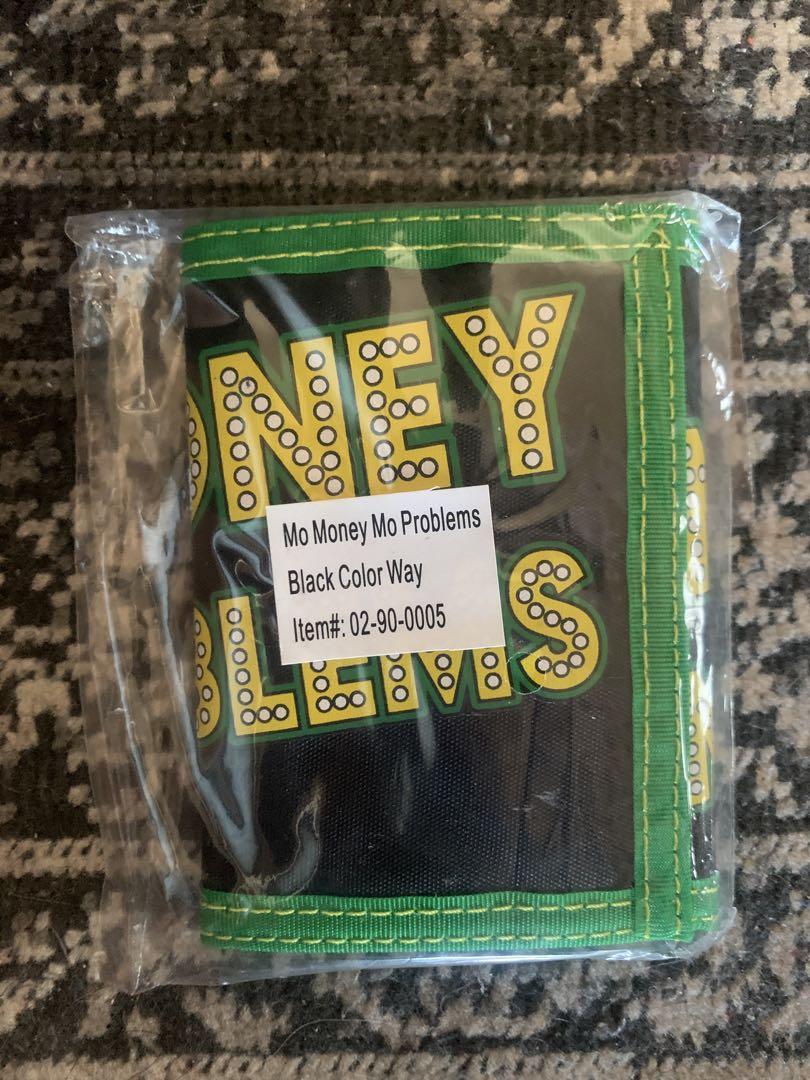 ONEY
Mo Money Mo Problems
Black Color Way
Item#: 02-90-0005
BLEMS